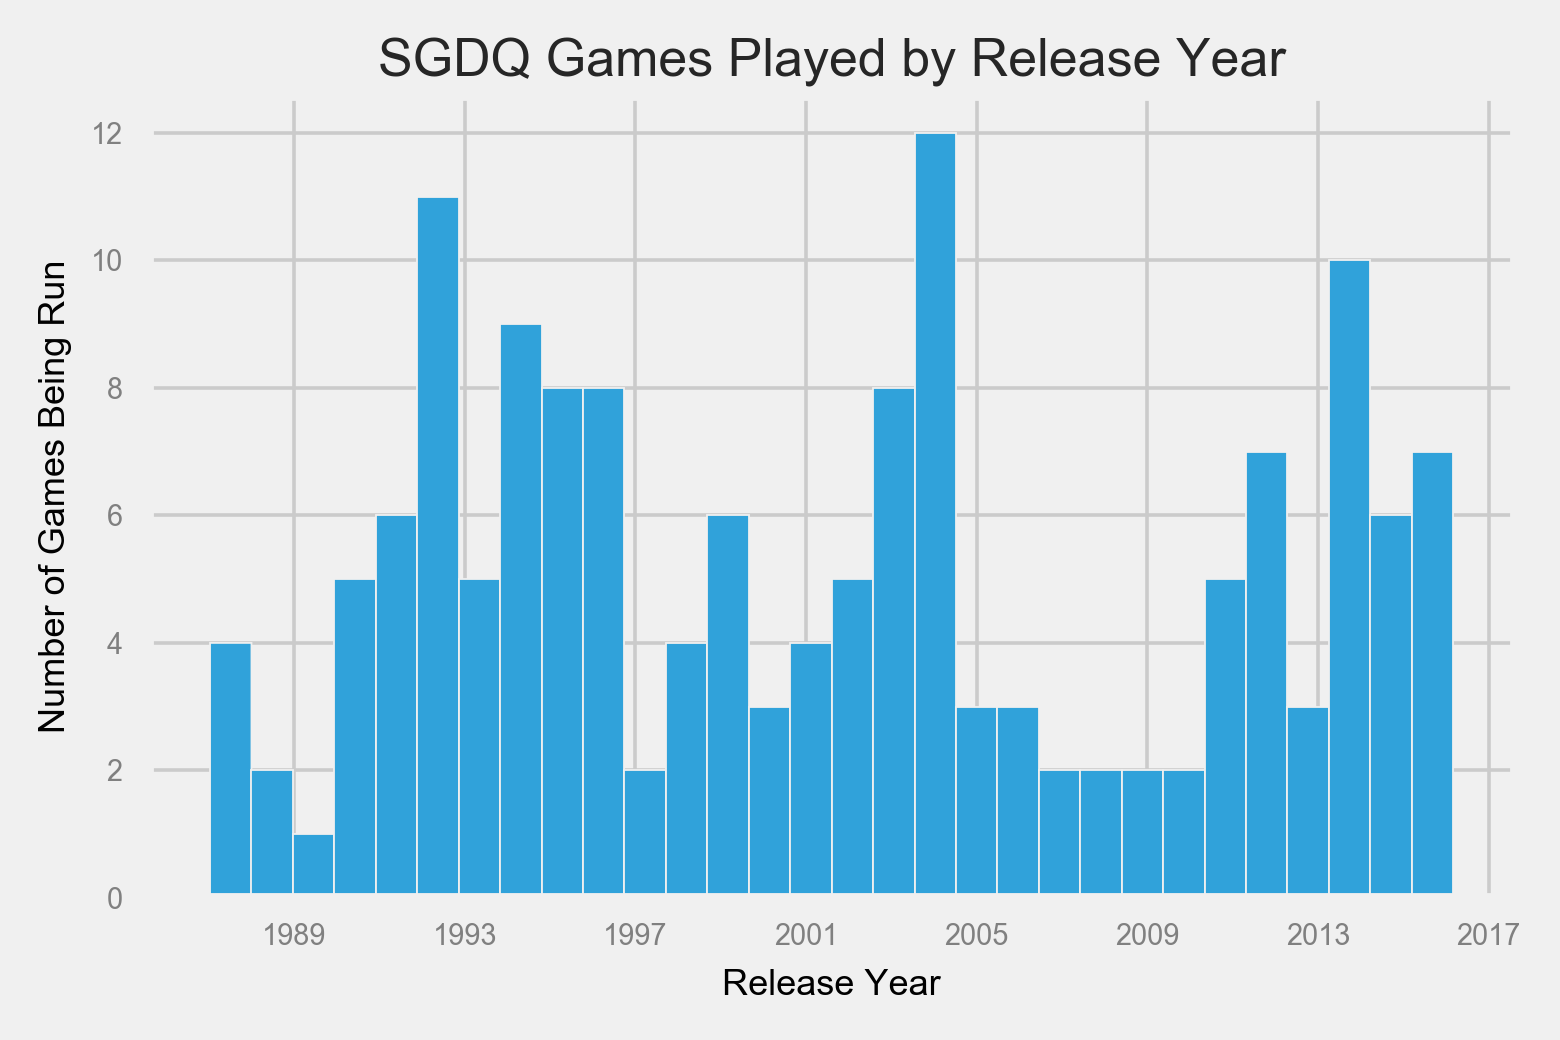 SGDQ Games Played by Release Year
Number of Games Being Run
12
10
8
6
4
2
0
1989 1993 1997 2001 2005 2009 2013 2017
Release Year